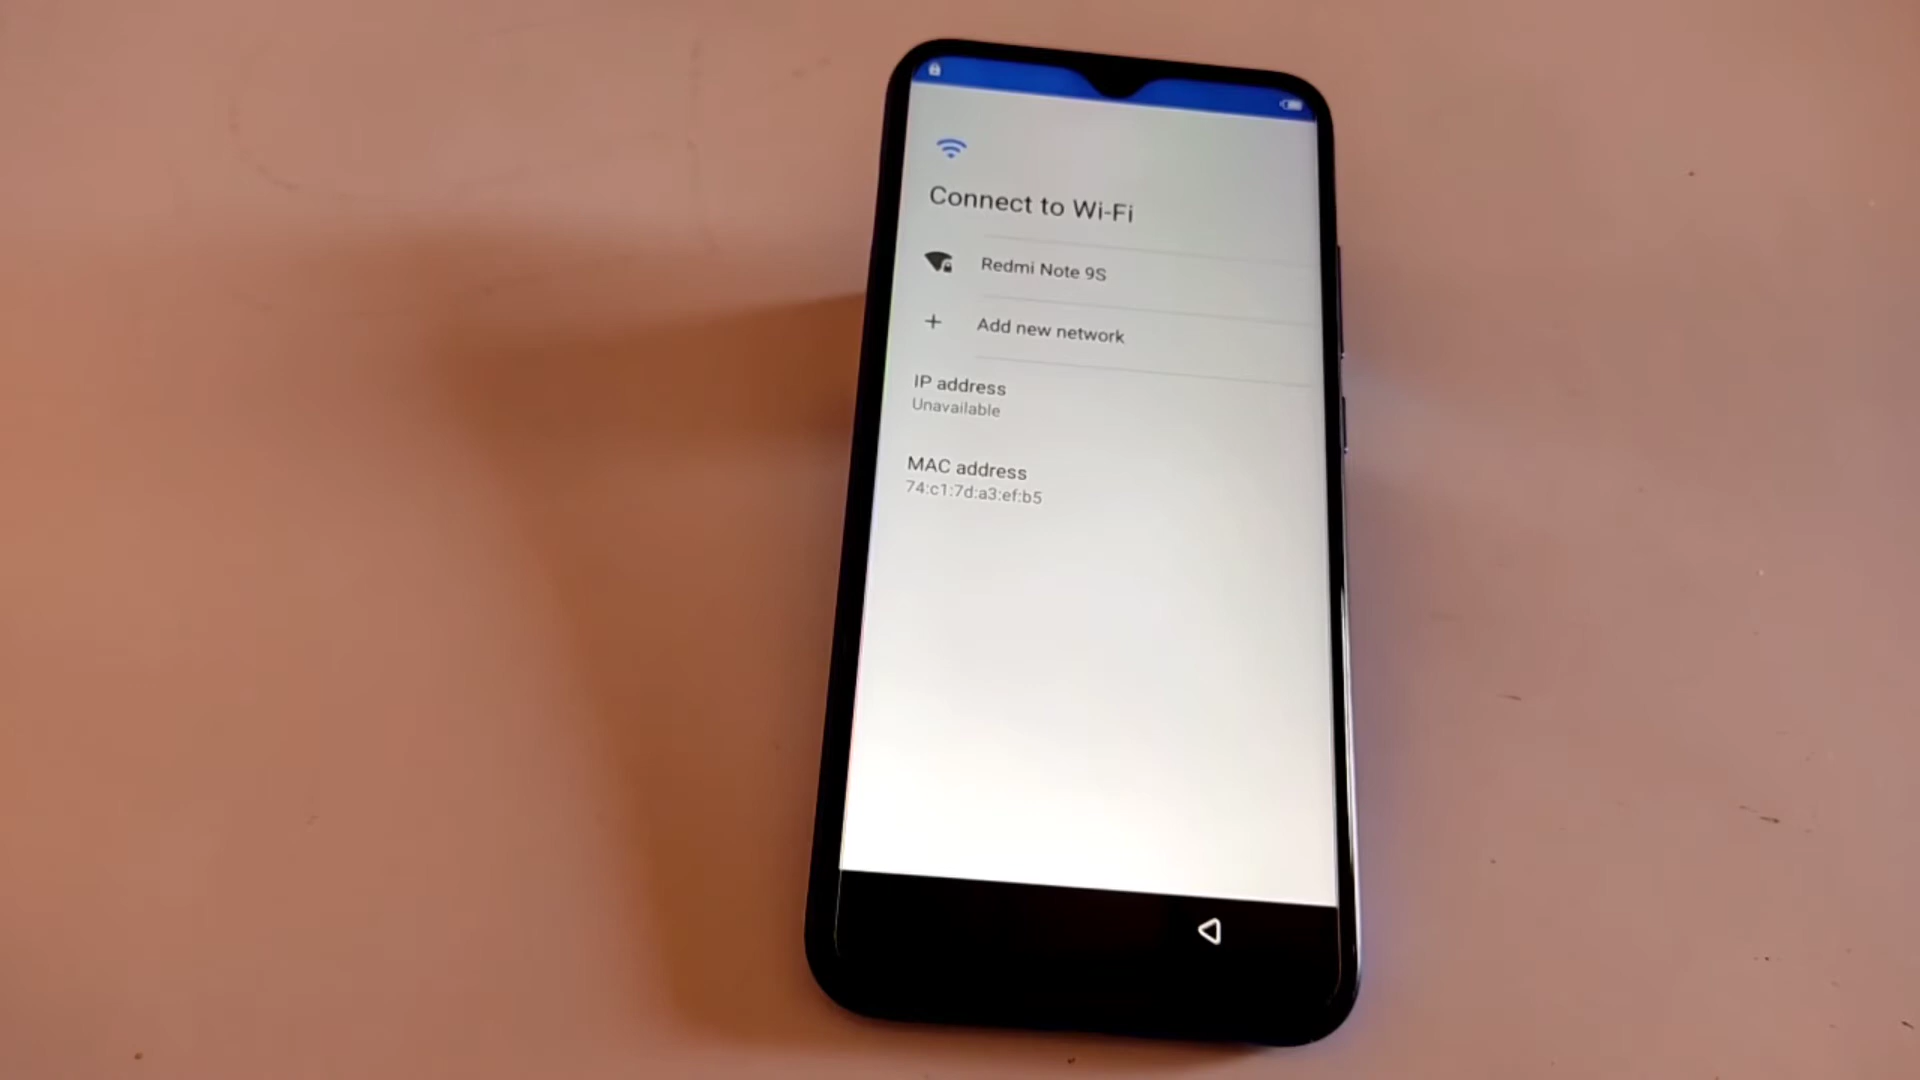 Connect to Wi-Fi
Redmi Note 9S
Add new network
IP address
Unavailable
MAC address
74:c1:7d:a3:ef:b5